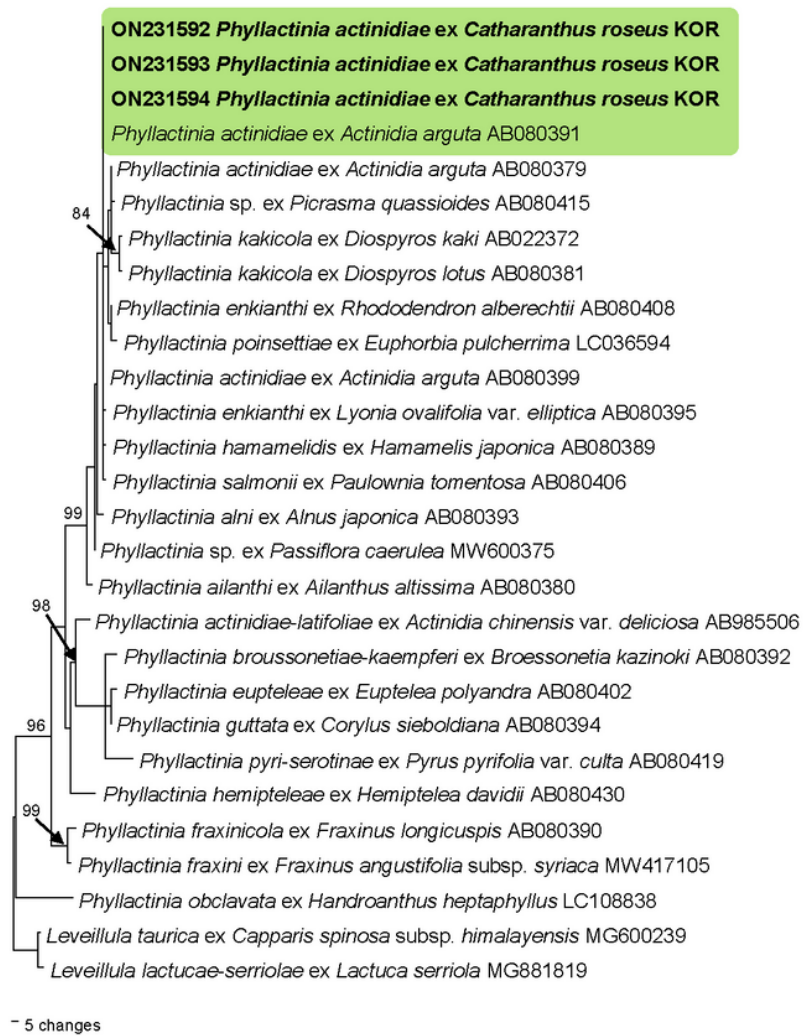 ON231592 Phyllactinia actinidiae ex Catharanthus roseus KOR
ON231593 Phyllactinia actinidiae ex Catharanthus roseus KOR
ON231594 Phyllactinia actinidiae ex Catharanthus roseus KOR
Phyllactinia actinidiae ex Actinidia arguta AB080391
Phyllactinia actinidiae ex Actinidia arguta AB080379
Phyllactinia sp. ex Picrasma quassioides AB080415
84
Phyllactinia kakicola ex Diospyros kaki AB022372
Phyllactinia kakicola ex Diospyros lotus AB080381
Phyllactinia enkianthi ex Rhododendron alberechtii AB080408
Phyllactinia poinsettiae ex Euphorbia pulcherrima LC036594
Phyllactinia actinidiae ex Actinidia arguta AB080399
Phyllactinia enkianthi ex Lyonia ovalifolia var. elliptica AB080395
Phyllactinia hamamelidis ex Hamamelis japonica AB080389
Phyllactinia salmonii ex Paulownia tomentosa AB080406
99
Phyllactinia alni ex Alnus japonica AB080393
Phyllactinia sp. ex Passiflora caerulea MW600375
Phyllactinia ailanthi ex Ailanthus altissima AB080380
98
Phyllactinia actinidiae-latifoliae ex Actinidia chinensis var. deliciosa AB985506
Phyllactinia broussonetiae-kaempferi ex Broessonetia kazinoki AB080392
Phyllactinia eupteleae ex Euptelea polyandra AB080402
96
Phyllactinia guttata ex Corylus sieboldiana AB080394
Phyllactinia pyri-serotinae ex Pyrus pyrifolia var. culta AB080419
Phyllactinia hemipteleae ex Hemiptelea davidii AB080430
99
Phyllactinia fraxinicola ex Fraxinus longicuspis AB080390
Phyllactinia fraxini ex Fraxinus angustifolia subsp. syriaca MW417105
Phyllactinia obclavata ex Handroanthus heptaphyllus LC108838
Leveillula taurica ex Capparis spinosa subsp. himalayensis MG600239
Leveillula lactucae-serriolae ex Lactuca serriola MG881819
5 changes